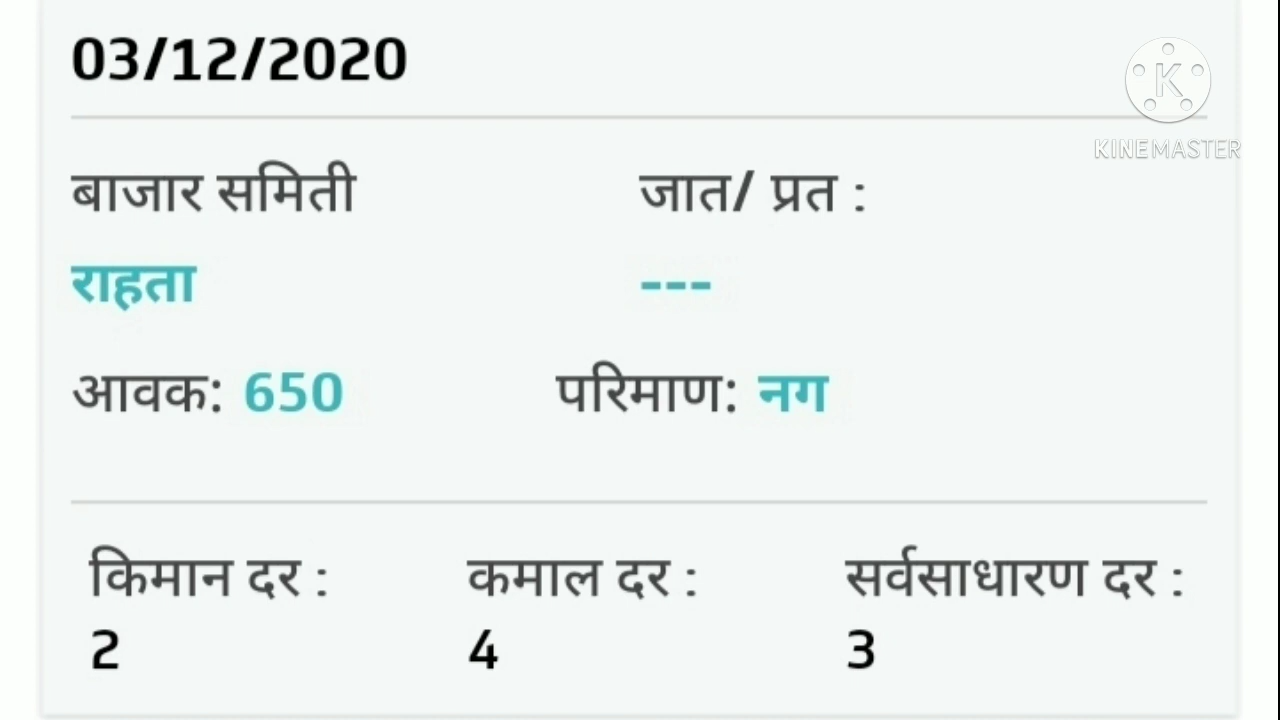 03/12/2020
KINEMASTER
बाजार समिती जात/ प्रत :
राहता ---
आवक: 650 परिमाण: नग
किमान दर : कमाल दर : सर्वसाधारण दर :
2 4 3